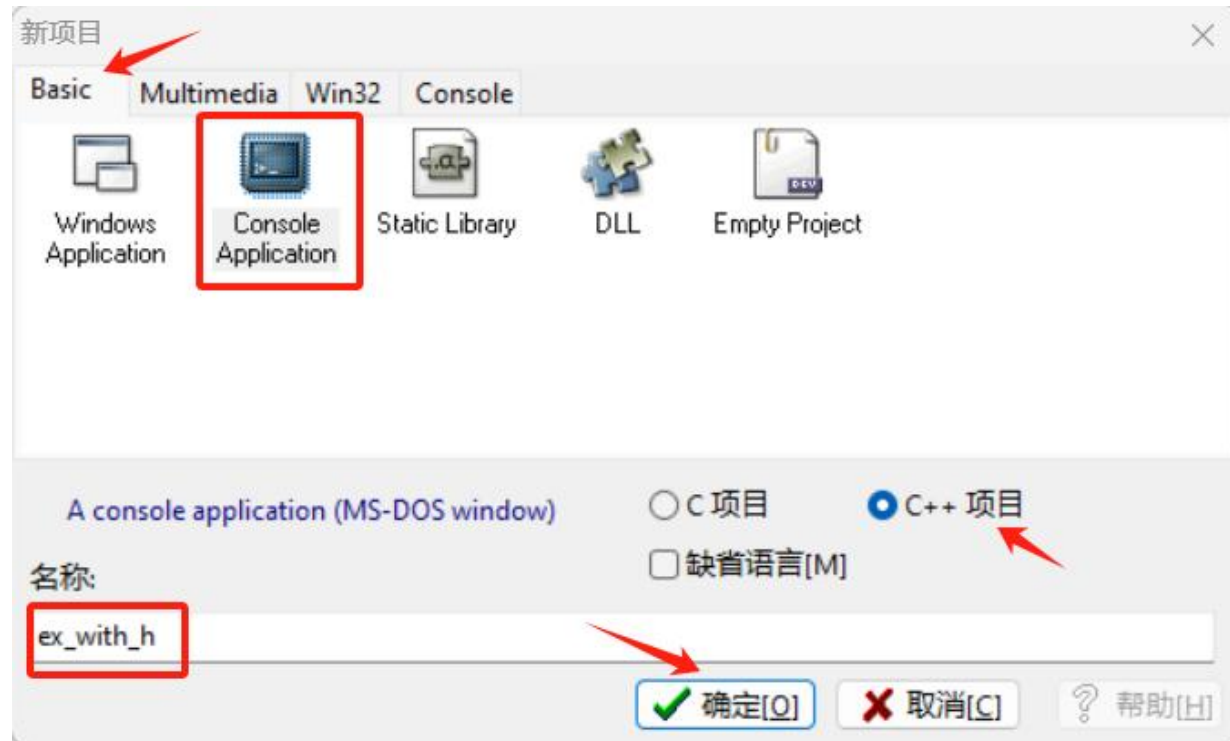 新项目
Basic Multimedia Win32 Console
Windows Application
Console Application
Static Library
DLL
Empty Project
A console application (MS-DOS window)
C 项目
C++ 项目
缺省语言[M]
名称:
ex_with_h
确定[O]
取消[C]
帮助[H]